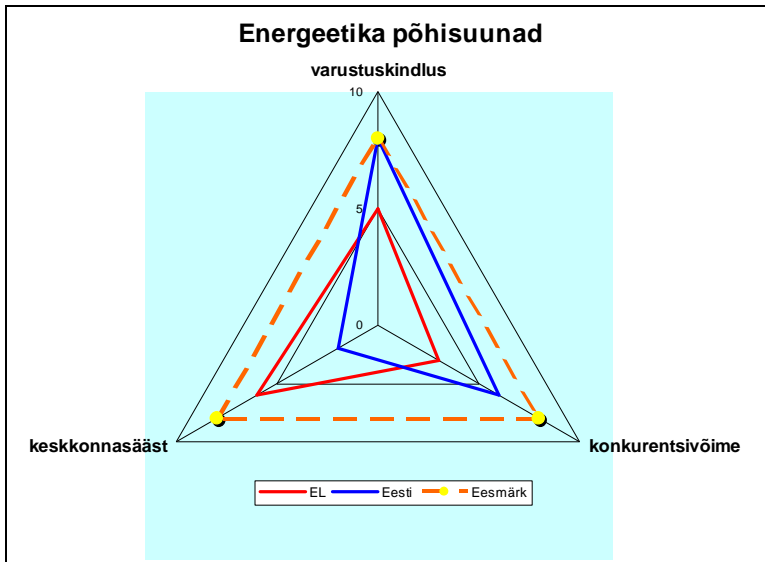 Energeetika põhisuunad
varustuskindlus
10
5
0
keskkonnasääst
konkurentsivõime
EL Eesti Eesmärk